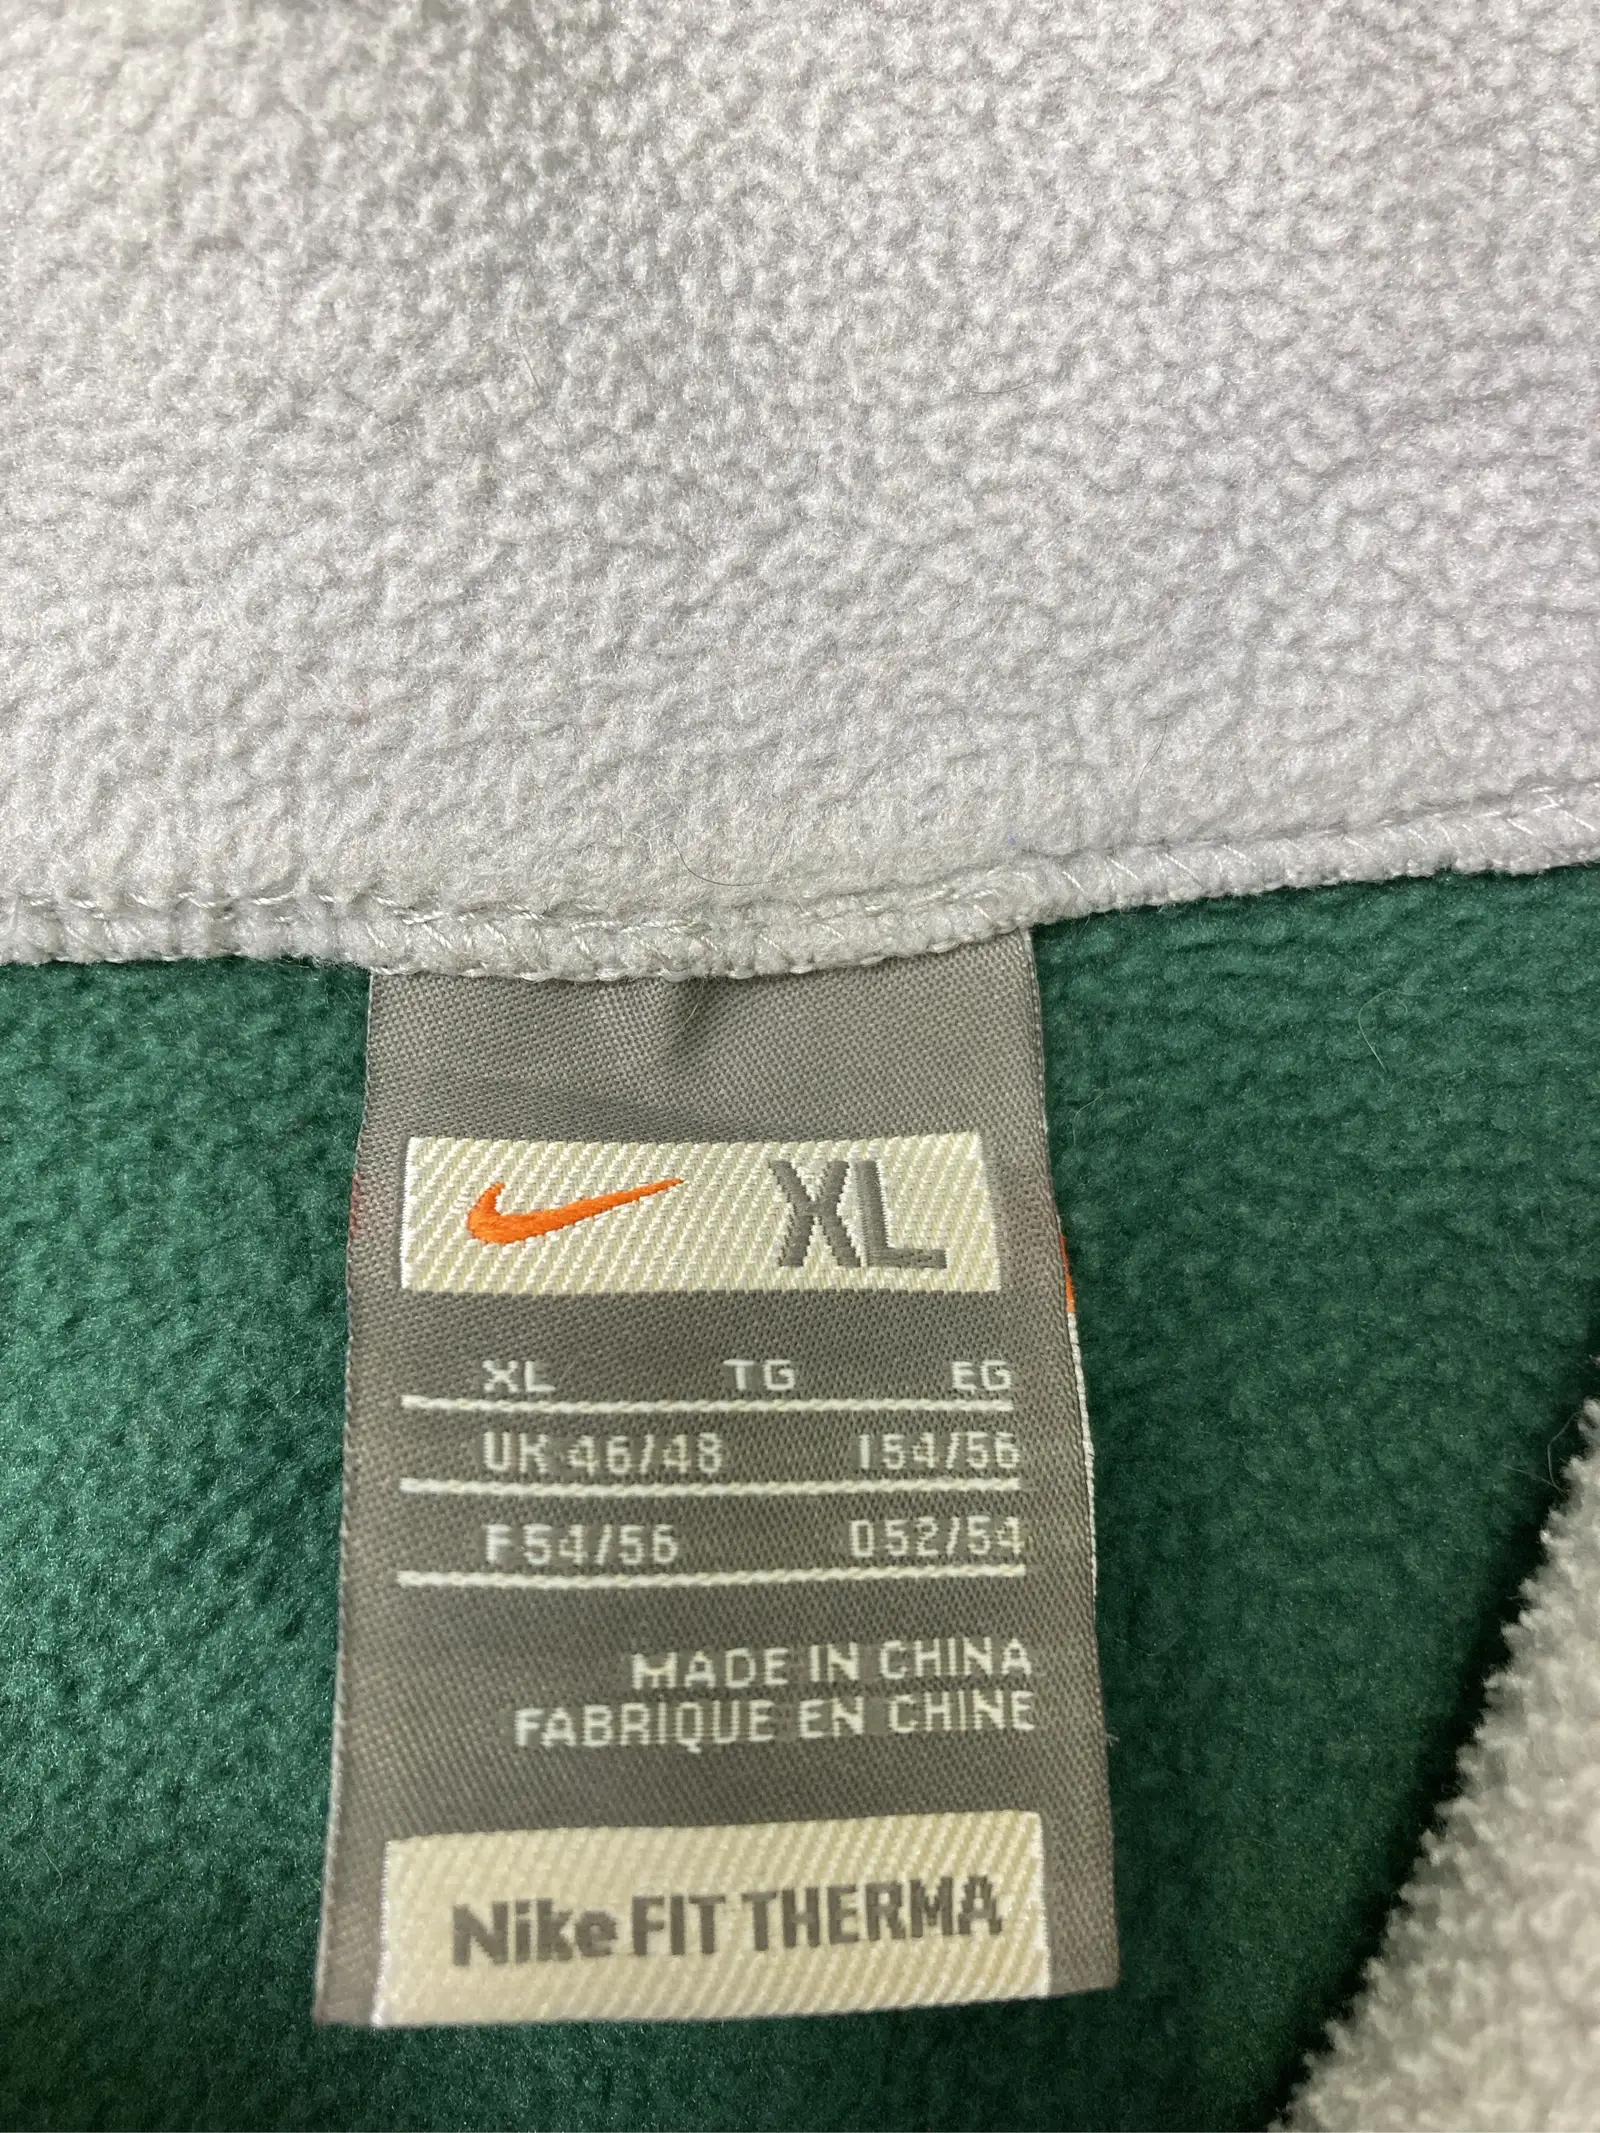 XL
XL TG EG
UK 46/48 I54/56
F54/56 D52/54
MADE IN CHINA
FABRIQUE EN CHINE
Nike FIT THERMA